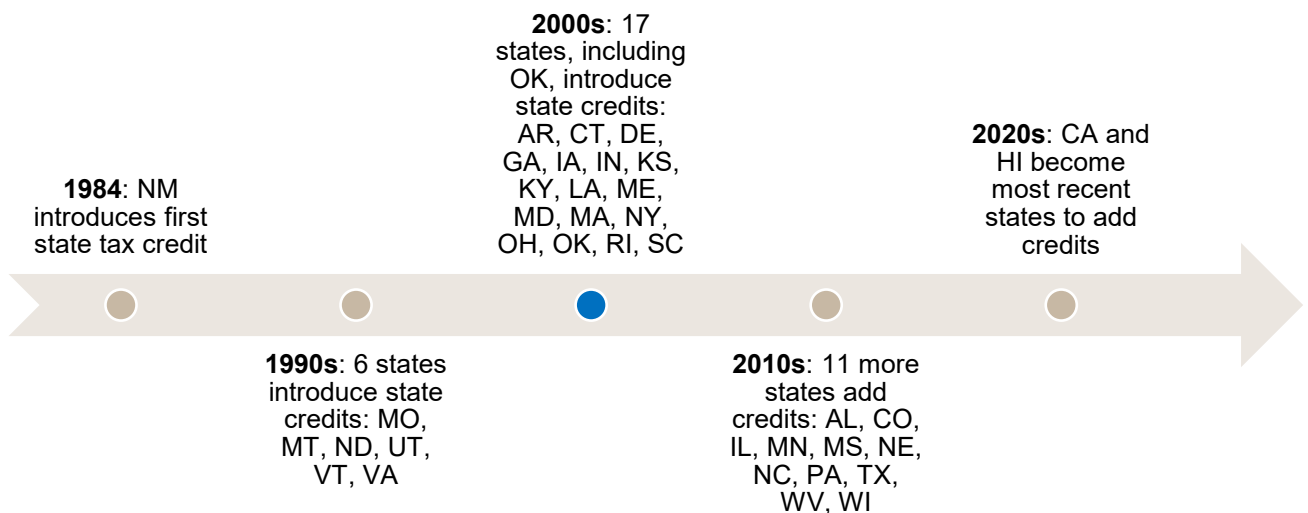 1984: NM
introduces first
state tax credit
1990s: 6 states
introduce state
credits: MO,
MT, ND, UT,
VT, VA
2000s: 17
states, including
OK, introduce
state credits:
AR, CT, DE,
GA, IA, IN, KS,
KY, LA, ME,
MD, MA, NY,
OH, OK, RI, SC
2010s: 11 more
states add
credits: AL, CO,
IL, MN, MS, NE,
NC, PA, TX,
WV, WI
2020s: CA and
HI become
most recent
states to add
credits